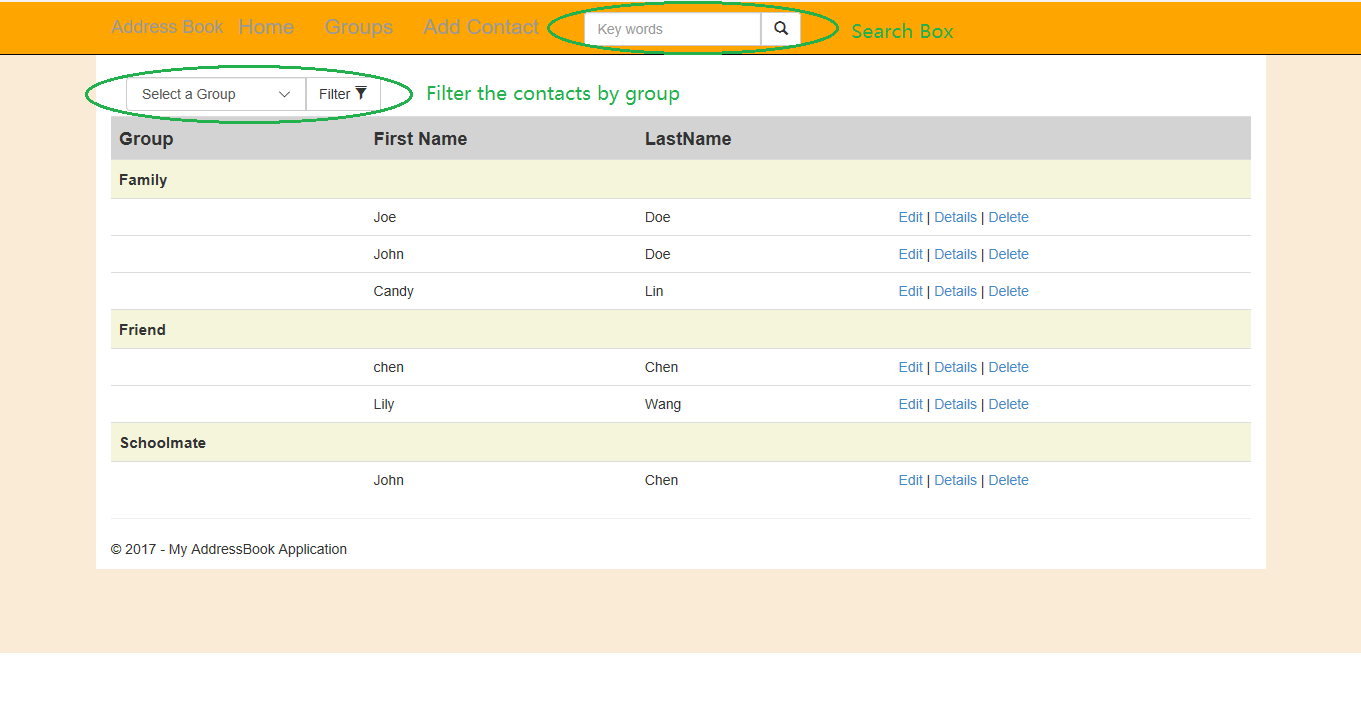 Address Book Home Groups Add Contact Key words Search Box
Select a Group Filter Filter the contacts by group
Group First Name LastName
Family
Joe Doe Edit | Details | Delete
John Doe Edit | Details | Delete
Candy Lin Edit | Details | Delete
Friend
chen Chen Edit | Details | Delete
Lily Wang Edit | Details | Delete
Schoolmate
John Chen Edit | Details | Delete
© 2017 - My AddressBook Application